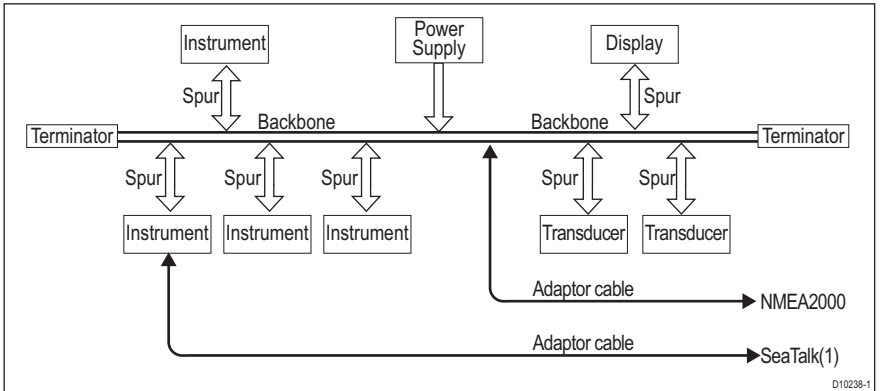 Instrument
Power
Supply
Display
Spur
Spur
Backbone
Backbone
Terminator
Terminator
Spur
Spur
Spur
Spur
Spur
Instrument
Instrument
Instrument
Transducer
Transducer
Adaptor cable
NMEA2000
Adaptor cable
SeaTalk(1)
D10238-1